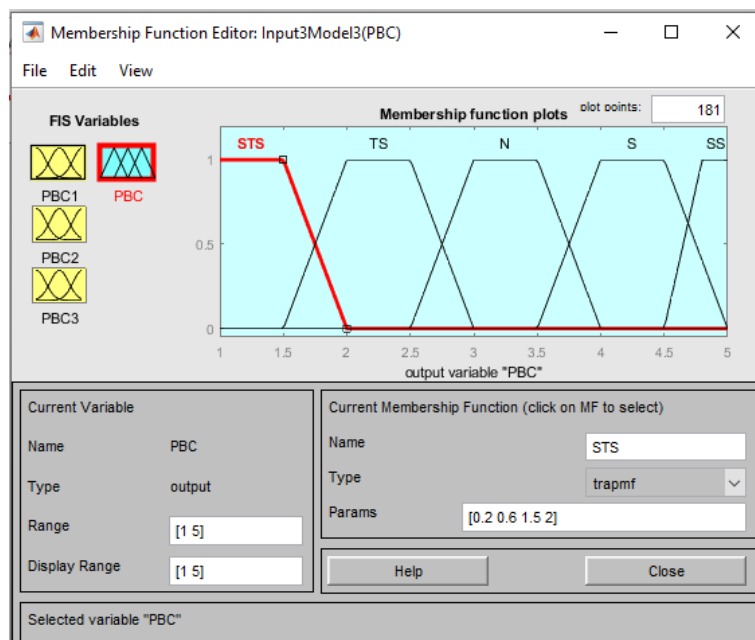 Membership Function Editor: Input3Model3(PBC)
File Edit View
FIS Variables
Membership function plots
plot points:
181
PBC1
PBC
PBC2
PBC3
STS TS N S SS
1
0.5
0
1 1.5 2 2.5 3 3.5 4 4.5 5
output variable "PBC"
Current Variable
Name PBC
Type output
Range [1 5]
Display Range [1 5]
Current Membership Function (click on MF to select)
Name STS
Type trapmf
Params [0.2 0.6 1.5 2]
Help Close
Selected variable "PBC"